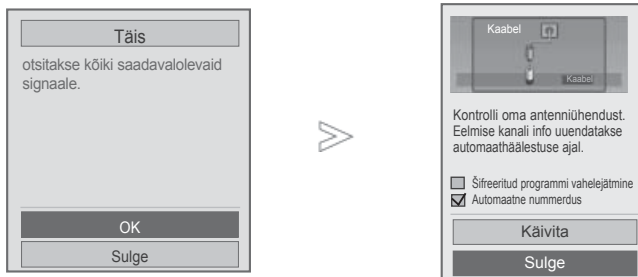 Täis
otsitakse kõiki saadavalolevaid
signaale.
OK
Sulge
Kaabel
Kaabel
Kontrolli oma antenniühendust.
Eelmise kanali info uuendatakse
automaathäälestuse ajal.
Šifreeritud programmi vahelejätmine
Automaatne nummerdus
Käivita
Sulge